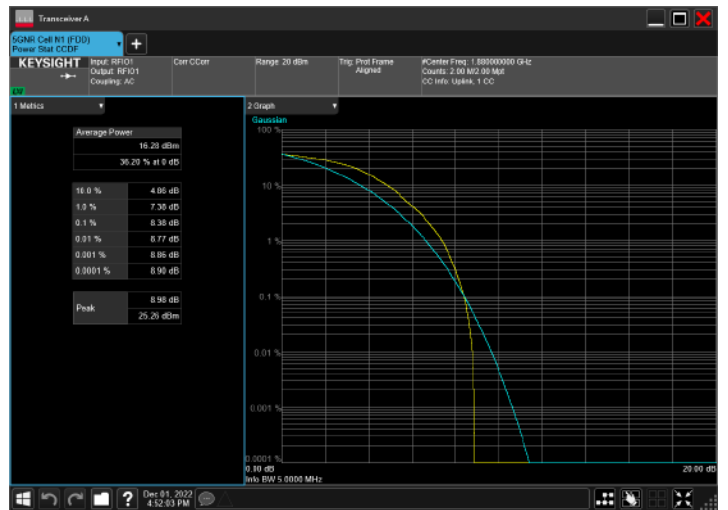 Transceiver A
5GNR Cell N1 (FDD)
Power Stat CCDF
KEYSIGHT
Input: RFIO1
Output: RFIO1
Coupling: AC
Corr CCorr
Range: 20 dBm
Trig: Prot Frame
Aligned
#Center Freq: 1.880000000 GHz
Counts: 2.00 M/2.00 Mpt
CC Info: Uplink, 1 CC
1 Metrics
Average Power
16.28 dBm
36.20 % at 0 dB
10.0 % 4.86 dB
1.0 % 7.38 dB
0.1 % 8.38 dB
0.01 % 8.77 dB
0.001 % 8.86 dB
0.0001 % 8.90 dB
Peak
8.98 dB
25.26 dBm
2 Graph
Gaussian
100 %
10 %
1 %
0.1 %
0.01 %
0.001 %
0.0001 %
0.00 dB
20.00 dB
Info BW 5.0000 MHz
?
Dec 01, 2022
4:52:03 PM